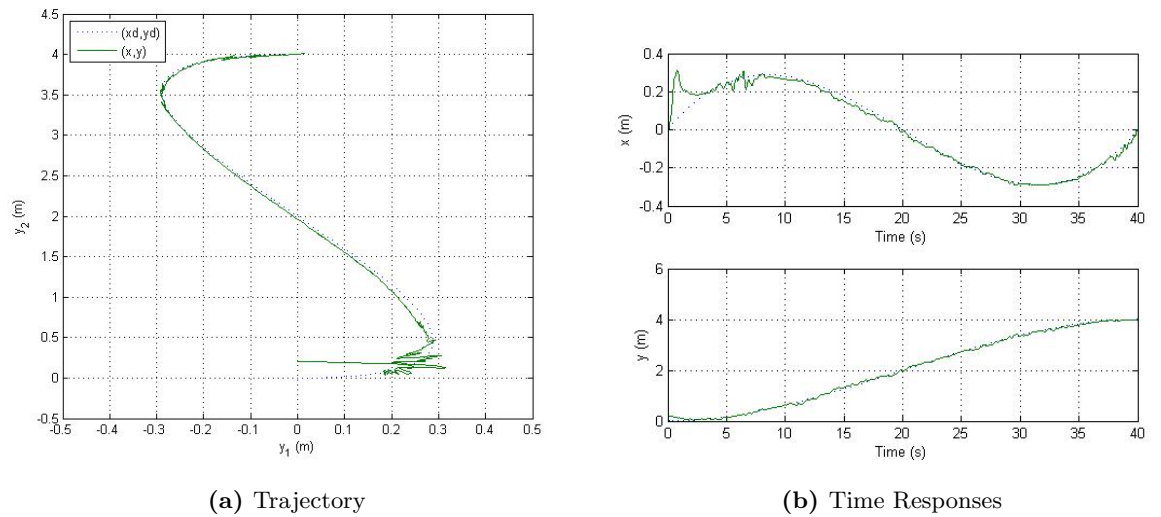 4.5
4
3.5
3
2.5
2
1.5
1
0.5
0
-0.5
y2 (m)
(xd,yd)
(x,y)
-0.5 -0.4 -0.3 -0.2 -0.1 0 0.1 0.2 0.3 0.4 0.5
y1 (m)
(a) Trajectory
0.4
0.2
0
-0.2
-0.4
x (m)
0 5 10 15 20 25 30 35 40
Time (s)
6
4
2
0
y (m)
0 5 10 15 20 25 30 35 40
Time (s)
(b) Time Responses